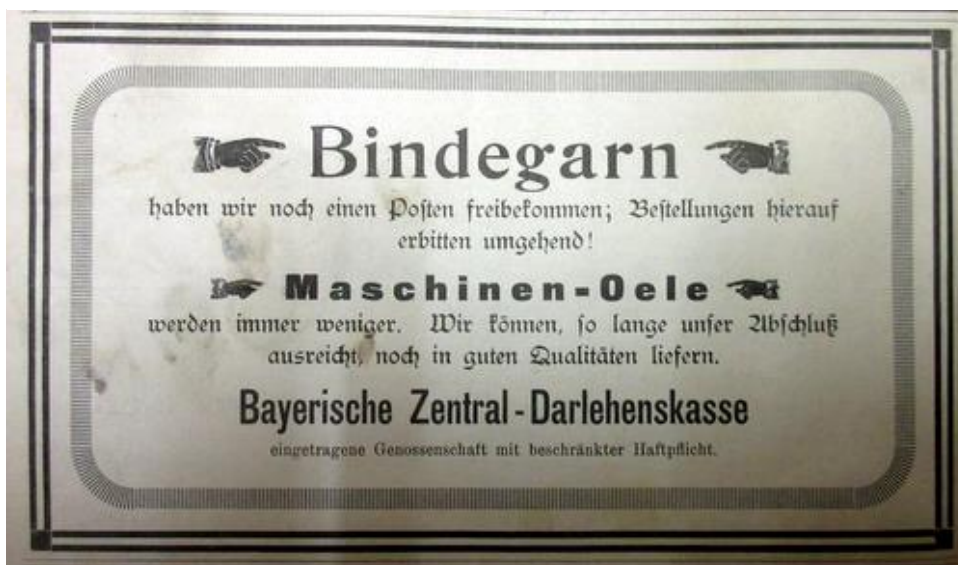 Bindegarn
haben wir noch einen Posten freibekommen; Bestellungen hierauf
erbitten umgehend!
Maschinen-Oele
werden immer weniger. Wir können, so lange unser Abschluß
ausreicht, noch in guten Qualitäten liefern.
Bayerische Zentral-Darlehenskasse
eingetragene Genossenschaft mit beschränkter Haftpflicht.